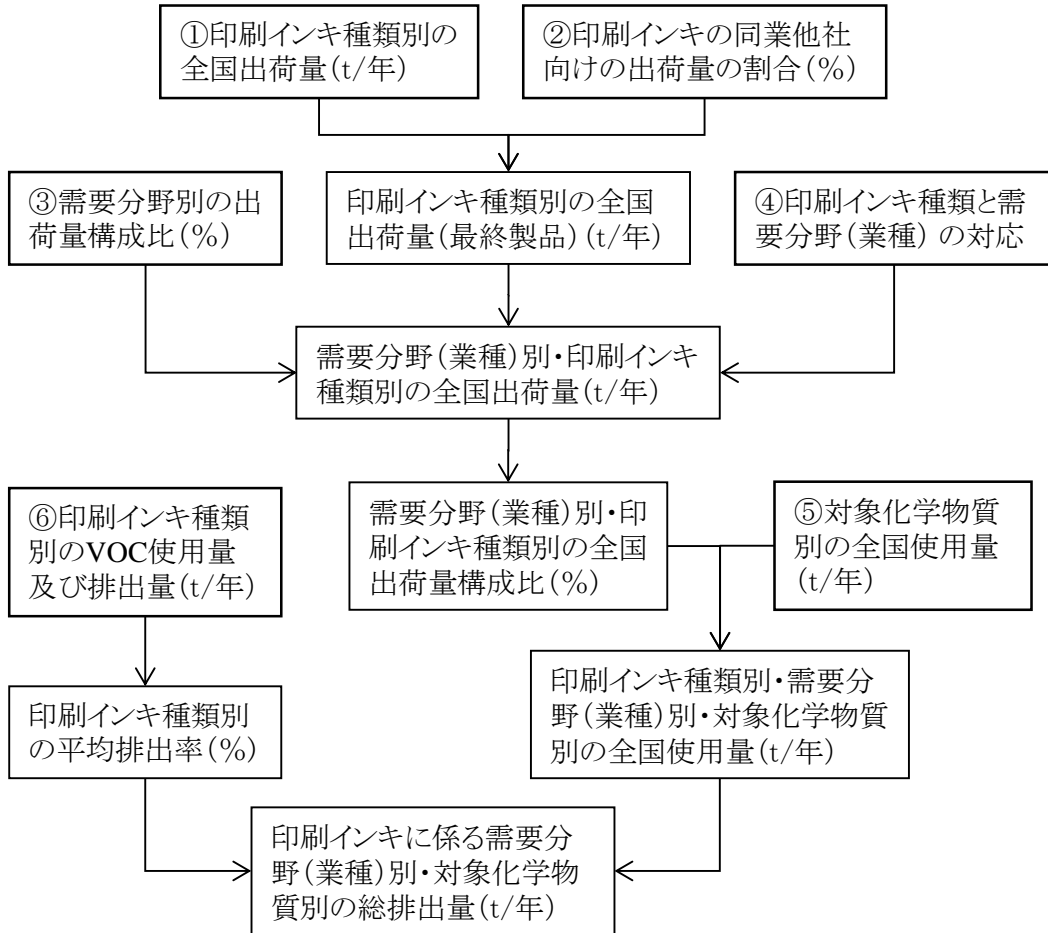 ①印刷インキ種類別の
全国出荷量(t/年)
②印刷インキの同業他社
向けの出荷量の割合(%)
③需要分野別の出
荷量構成比(%)
印刷インキ種類別の全国
出荷量(最終製品)(t/年)
④印刷インキ種類と需
要分野(業種) の対応
需要分野(業種)別・印刷インキ
種類別の全国出荷量(t/年)
⑥印刷インキ種類
別のVOC使用量
及び排出量(t/年)
需要分野(業種)別・印
刷インキ種類別の全国
出荷量構成比(%)
⑤対象化学物質
別の全国使用量
(t/年)
印刷インキ種類別
の平均排出率(%)
印刷インキ種類別・需要分
野(業種)別・対象化学物質
別の全国使用量(t/年)
印刷インキに係る需要分
野(業種)別・対象化学物
質別の総排出量(t/年)